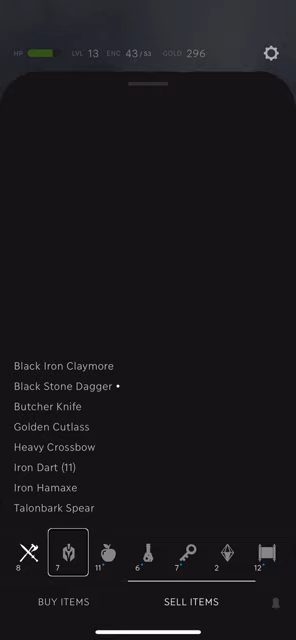 HP LVL 13 ENC 43/53 GOLD 296
Black Iron Claymore
Black Stone Dagger •
Butcher Knife
Golden Cutlass
Heavy Crossbow
Iron Dart (11)
Iron Hamaxe
Talonbark Spear
8 7 11 6 7 2 12
BUY ITEMS SELL ITEMS